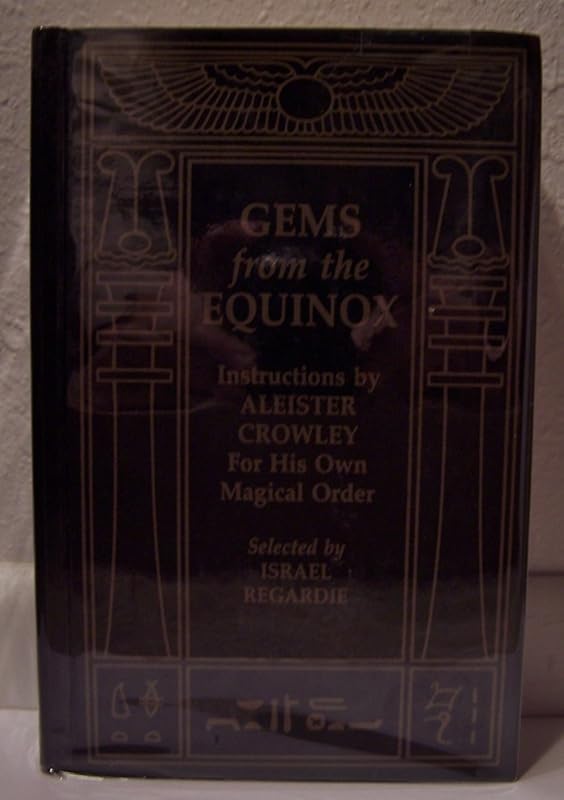 GEMS
from the
EQUINOX
Instructions by
ALEISTER
CROWLEY
For His Own
Magical Order
Selected by
ISRAEL
REGARDIE